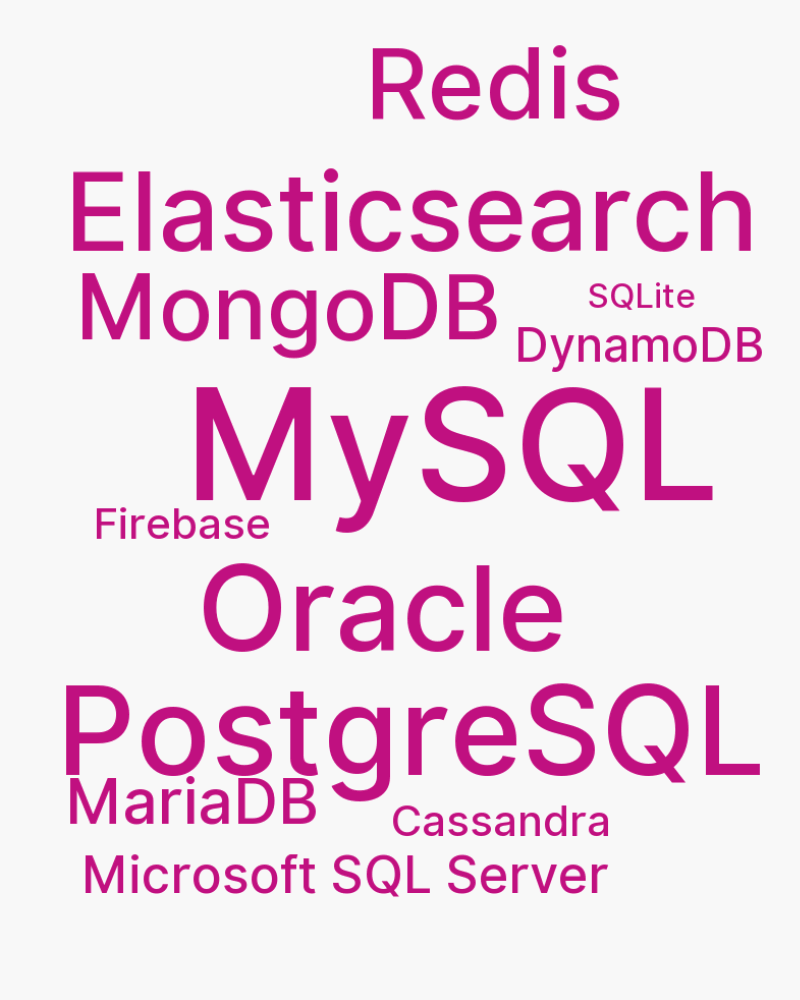 Redis
Elasticsearch
MongoDB
SQLite
DynamoDB
MySQL
Firebase
Oracle
PostgreSQL
MariaDB
Cassandra
Microsoft SQL Server